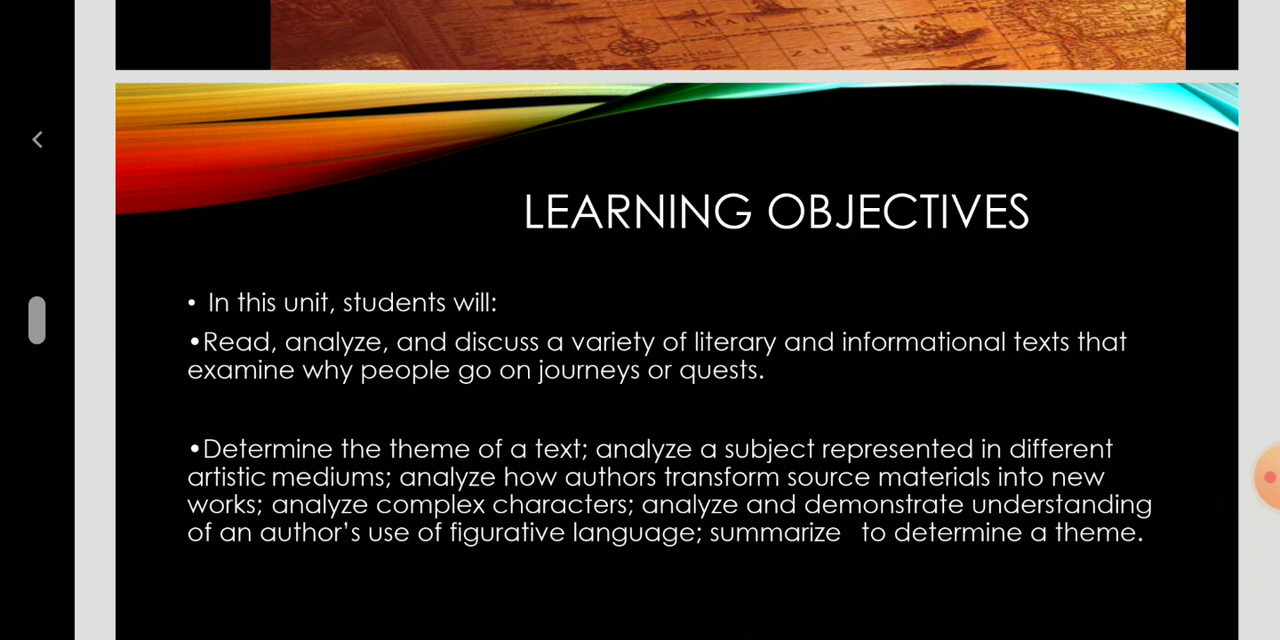 MAR DEL
ZUR
LEARNING OBJECTIVES
• In this unit, students will:
•Read, analyze, and discuss a variety of literary and informational texts that
examine why people go on journeys or quests.
•Determine the theme of a text; analyze a subject represented in different
artistic mediums; analyze how authors transform source materials into new
works; analyze complex characters; analyze and demonstrate understanding
of an author’s use of figurative language; summarize to determine a theme.